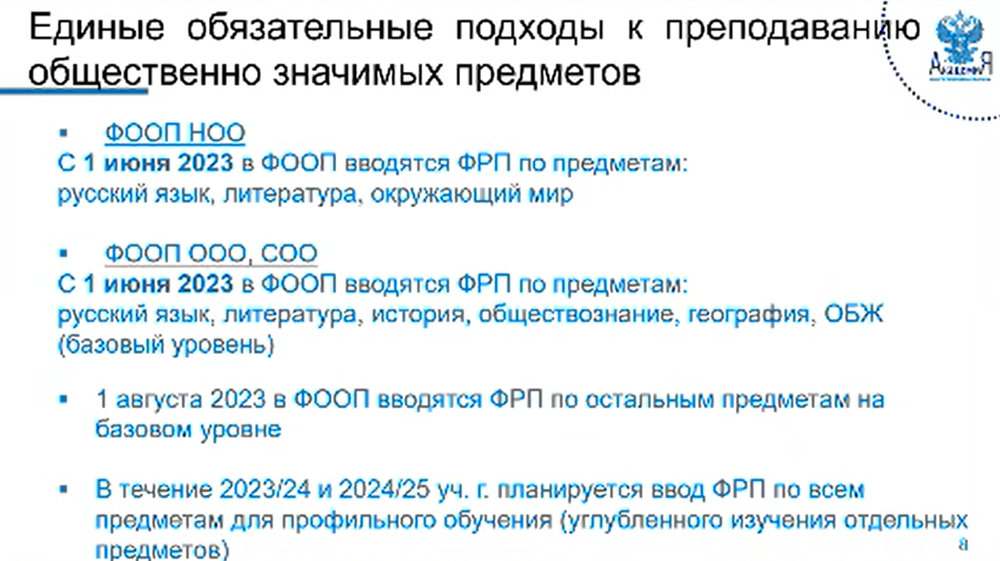 Единые обязательные подходы к преподаванию
общественно значимых предметов
АкадемиЯ
▪ ФООП НОО
С 1 июня 2023 в ФООП вводятся ФРП по предметам:
русский язык, литература, окружающий мир
▪ ФООП ООО, СОО
С 1 июня 2023 в ФООП вводятся ФРП по предметам:
русский язык, литература, история, обществознание, география, ОБЖ
(базовый уровень)
▪ 1 августа 2023 в ФООП вводятся ФРП по остальным предметам на
базовом уровне
▪ В течение 2023/24 и 2024/25 уч. г. планируется ввод ФРП по всем
предметам для профильного обучения (углубленного изучения отдельных
предметов)
8